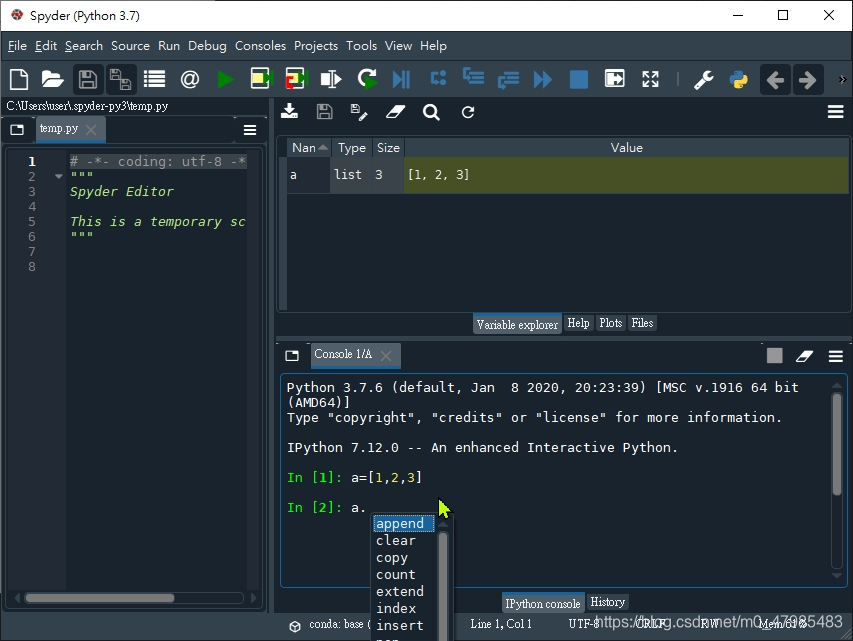 Spyder (Python 3.7)
File Edit Search Source Run Debug Consoles Projects Tools View Help
C:\Users\user\.spyder-py3\temp.py
temp.py
1 # -*- coding: utf-8 -*
2 """
3 Spyder Editor
4
5 This is a temporary sc
6 """
7
8
Nan Type Size Value
a list 3 [1, 2, 3]
Variable explorer Help Plots Files
Console 1/A
Python 3.7.6 (default, Jan  8 2020, 20:23:39) [MSC v.1916 64 bit
(AMD64)]
Type "copyright", "credits" or "license" for more information.
IPython 7.12.0 -- An enhanced Interactive Python.
In [1]: a=[1,2,3]
In [2]: a.
append
clear
copy
count
extend
index
insert
IPython console History
conda: base ( Line 1, Col 1 UTF-8 CRLF RW Mem 61%
https://blog.csdn.net/m0_47985483